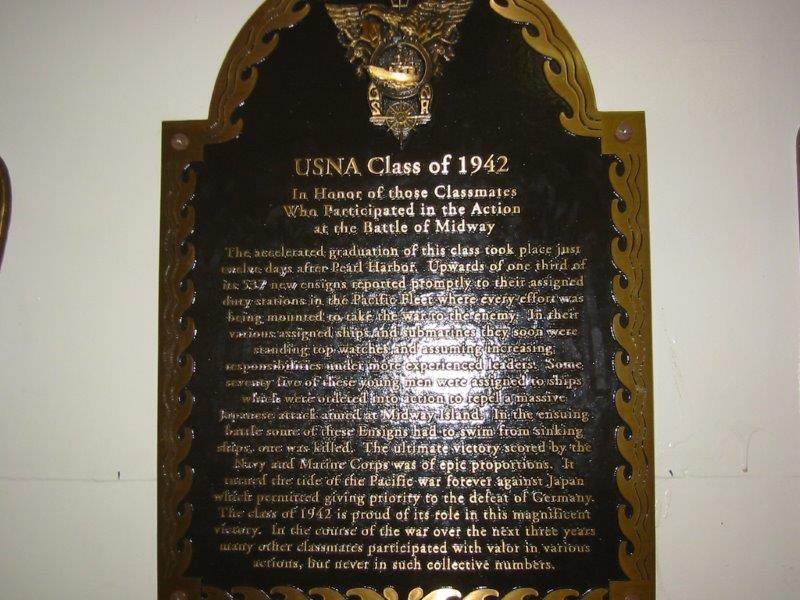 USNA Class of 1942
In Honor of those Classmates
Who Participated in the Action
at the Battle of Midway
The accelerated graduation of this class took place just
twelve days after Pearl Harbor. Upwards of one third of
its 537 new ensigns reported promptly to their assigned
duty stations in the Pacific Fleet where every effort was
being mounted to take the war to the enemy. In their
various assigned ships and submarines they soon were
standing top watches and assuming increasing
responsibilities under more experienced leaders. Some
seventy five of these young men were assigned to ships
which were ordered into action to repel a massive
Japanese attack aimed at Midway Island. In the ensuing
battle some of these Ensigns had to swim from sinking
ships, one was killed. The ultimate victory scored by the
Navy and Marine Corps was of epic proportions. It
turned the tide of the Pacific war forever against Japan
which permitted giving priority to the defeat of Germany.
The class of 1942 is proud of its role in this magnificent
victory. In the course of the war over the next three years
many other classmates participated with valor in various
actions, but never in such collective numbers.